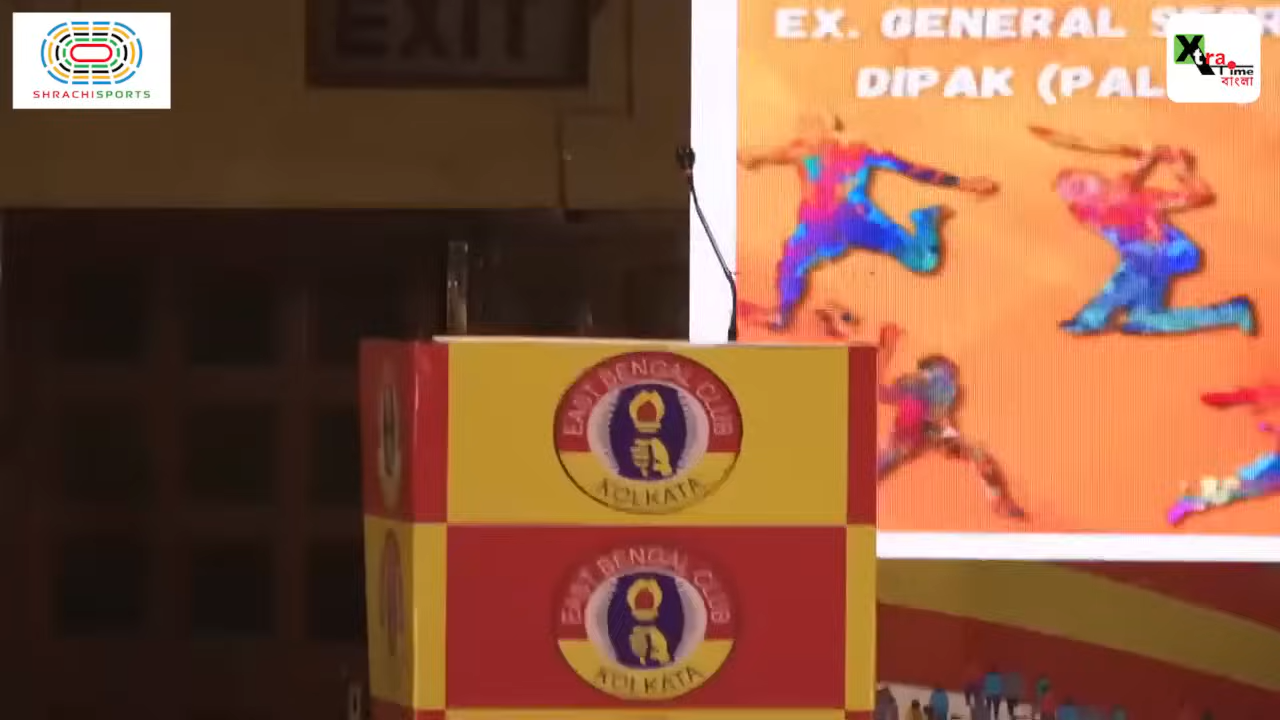 SHRACHISPORTS
EXIT
EX. GENERAL
DIPAK (PAL
Xtra
Time
বাংলা
EAST BENGAL CLUB
KOLKATA
EAST BENGAL CLUB
KOLKATA